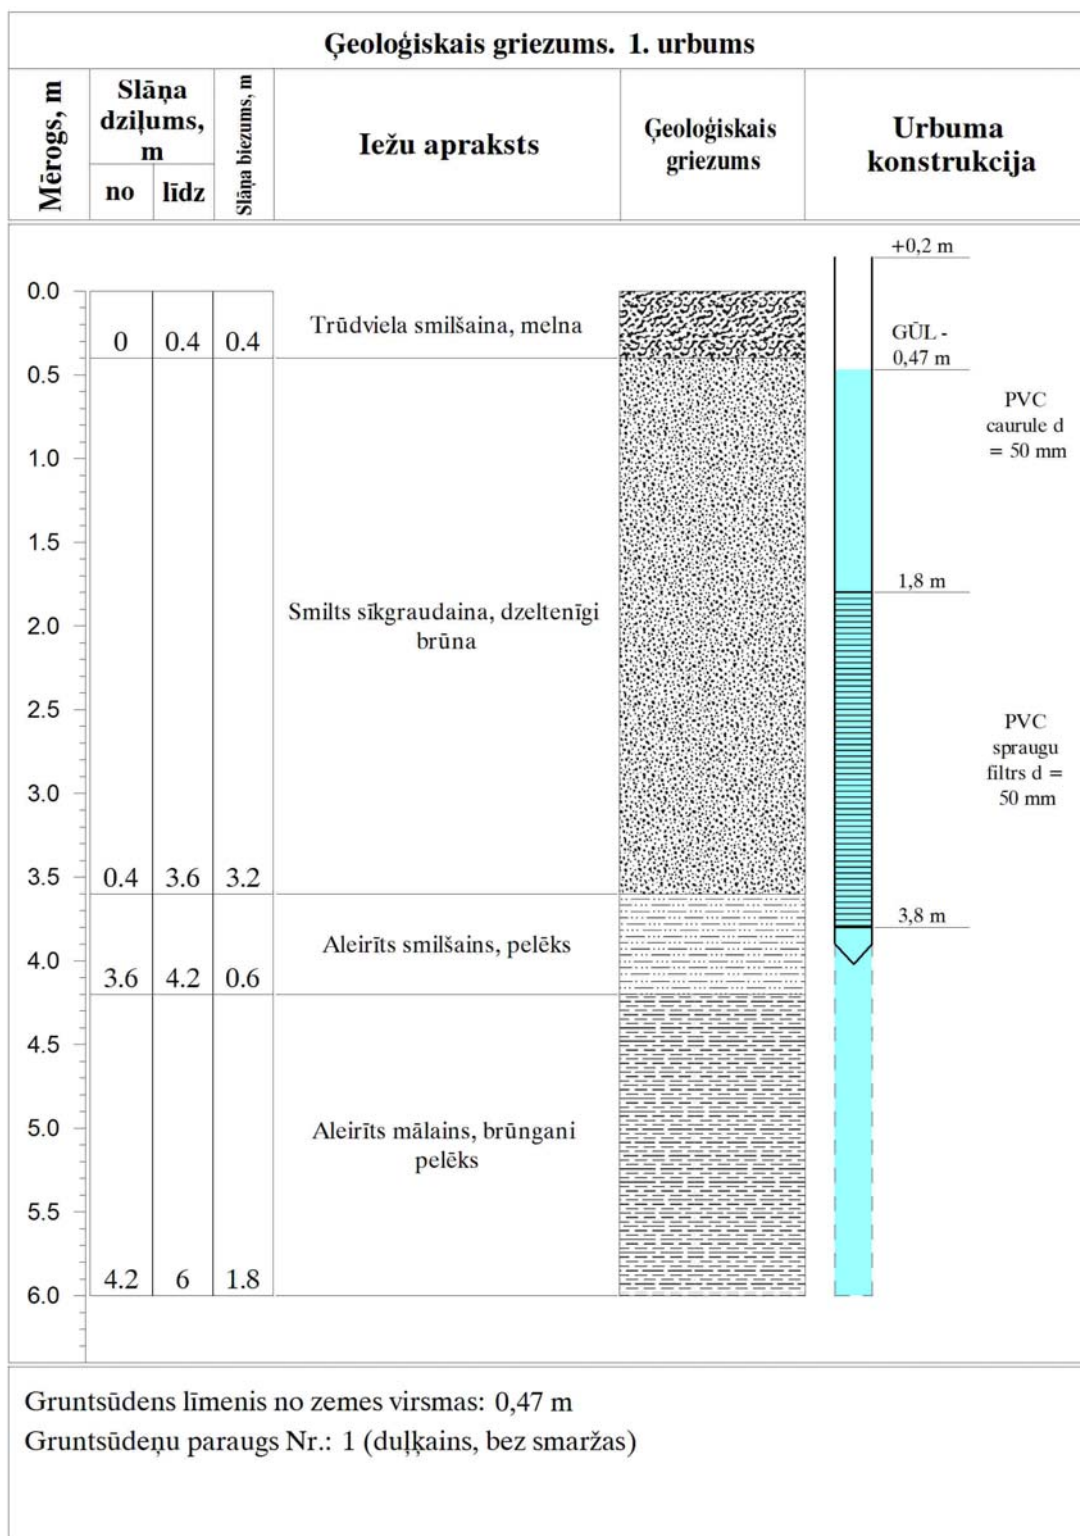 Ģeoloģiskais griezums. 1. urbums
Mērogs, m
Slāņa
dziļums,
m
no
līdz
Slāņa biezums, m
Iežu apraksts
Ģeoloģiskais
griezums
Urbuma
konstrukcija
+0,2 m
0.0
0
0.4
0.4
Trūdviela smilšaina, melna
GŪL -
0,47 m
0.5
PVC
caurule d
= 50 mm
1.0
1.5
1,8 m
2.0
Smilts sīkgraudaina, dzeltenīgi
brūna
2.5
PVC
spraugu
filtrs d =
50 mm
3.0
3.5
0.4
3.6
3.2
3,8 m
Aleirīts smilšains, pelēks
4.0
3.6
4.2
0.6
4.5
5.0
Aleirīts mālains, brūngani
pelēks
5.5
4.2
6
1.8
6.0
Gruntsūdens līmenis no zemes virsmas: 0,47 m
Gruntsūdeņu paraugs Nr.: 1 (duļķains, bez smaržas)